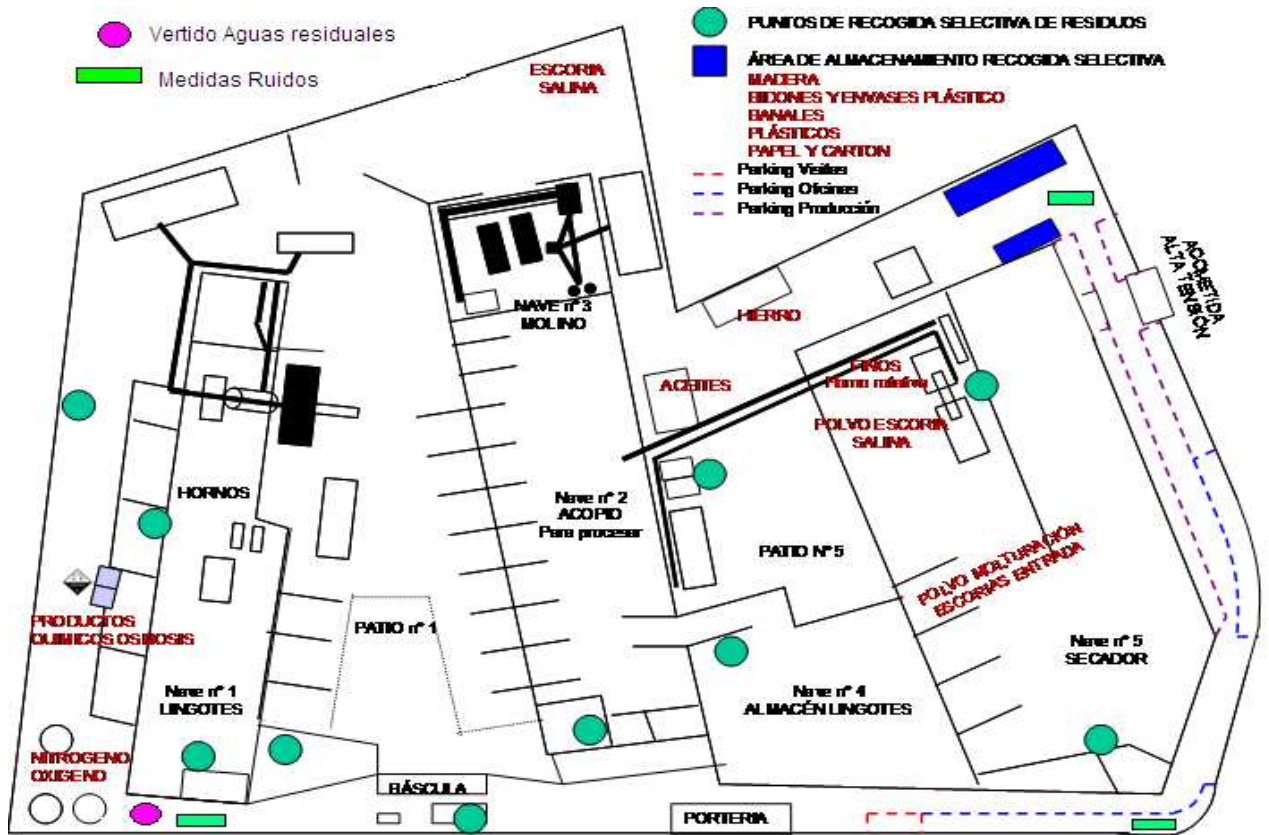 Vertido Aguas residuales
Medidas Ruidos
PUNTOS DE RECOGIDA SELECTIVA DE RESIDUOS
ÁREA DE ALMACENAMIENTO RECOGIDA SELECTIVA
MADERA
BIDONES Y ENVASES PLÁSTICO
BANALES
PLÁSTICOS
PAPEL Y CARTON
Parking Visitas
Parking Oficinas
Parking Producción
ESCORIA
SALINA
ACOMETIDA
ALTA TENSIÓN
NAVE nº 3
MOLINO
HIERRO
ACEITES
FINOS
POLVO ESCORIA
SALINA
HORNOS
Nave nº 2
ACOPIO
Para procesar
PATIO Nº 5
POLVO MOLTURACIÓN
ESCORIAS ENTRADA
PRODUCTOS
QUIMICOS OSMOSIS
PATIO nº 1
Nave nº 5
SECADOR
Nave nº 1
LINGOTES
Nave nº 4
ALMACÉN LINGOTES
NITROGENO
OXIGENO
BÁSCULA
PORTERIA